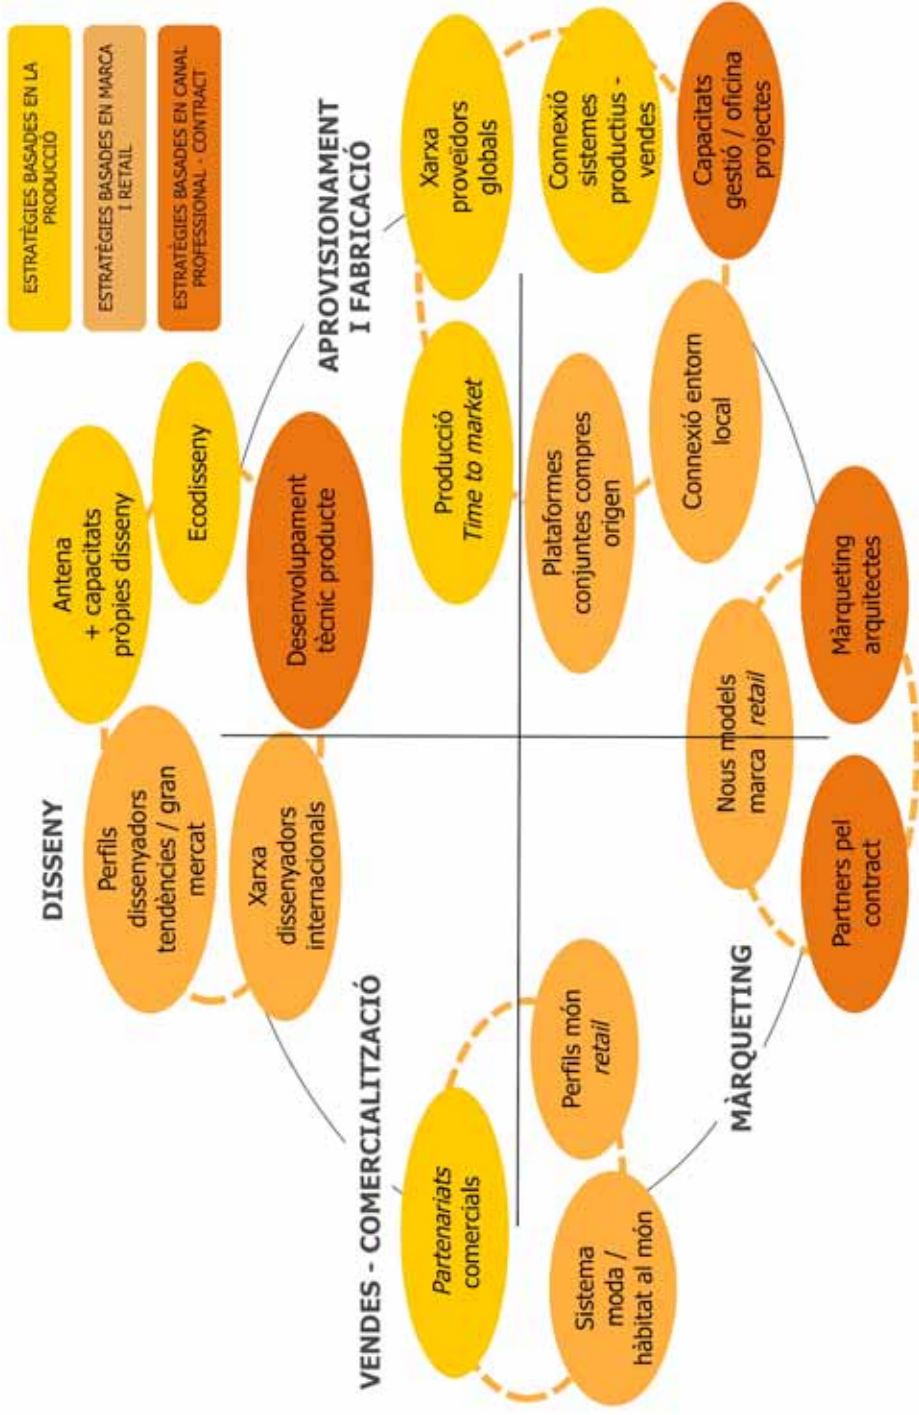 ESTRATÈGIES BASADES EN LA
PRODUCCIÓ
ESTRATÈGIES BASADES EN MARCA
I RETAIL
ESTRATÈGIES BASADES EN CANAL
PROFESSIONAL - CONTRACT
DISSENY
Perfils
dissenyadors
tendències / gran
mercat
Xarxa
dissenyadors
internacionals
Antena
+ capacitats
pròpies disseny
Ecodisseny
Desenvolupament
tècnic producte
APROVISIONAMENT
I FABRICACIÓ
Xarxa
proveidors
globals
Producció
Time to market
Connexió
sistemes
productius -
vendes
Plataformes
conjuntes compres
origen
Capacitats
gestió / oficina
projectes
Connexió entorn
local
VENDES - COMERCIALITZACIÓ
Partenariats
comercials
Perfils món
retail
Sistema
moda /
hàbitat al món
MÀRQUETING
Nous models
marca / retail
Partners pel
contract
Màrqueting
arquitectes